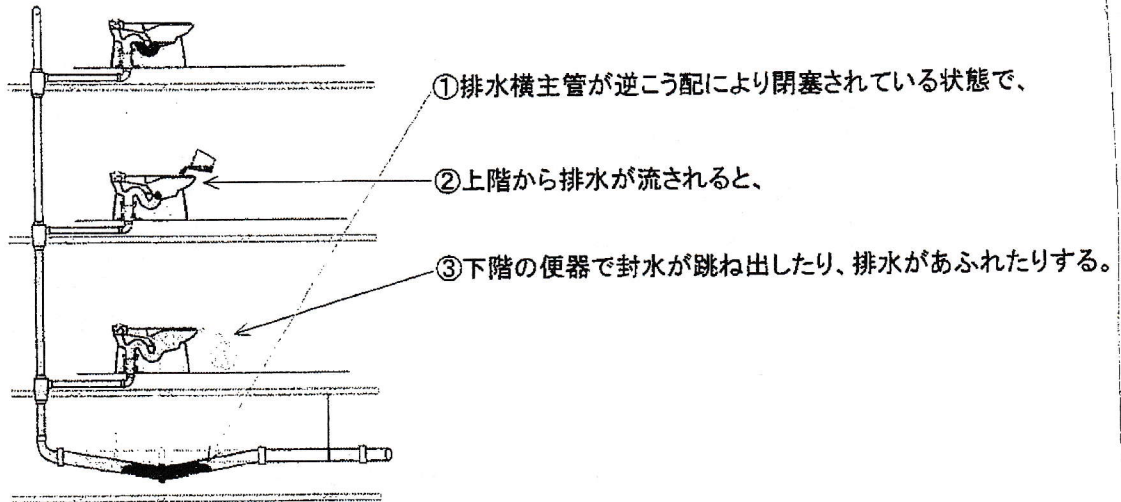 ①排水横主管が逆こう配により閉塞されている状態で、
②上階から排水が流されると、
③下階の便器で封水が跳ね出したり、排水があふれたりする。